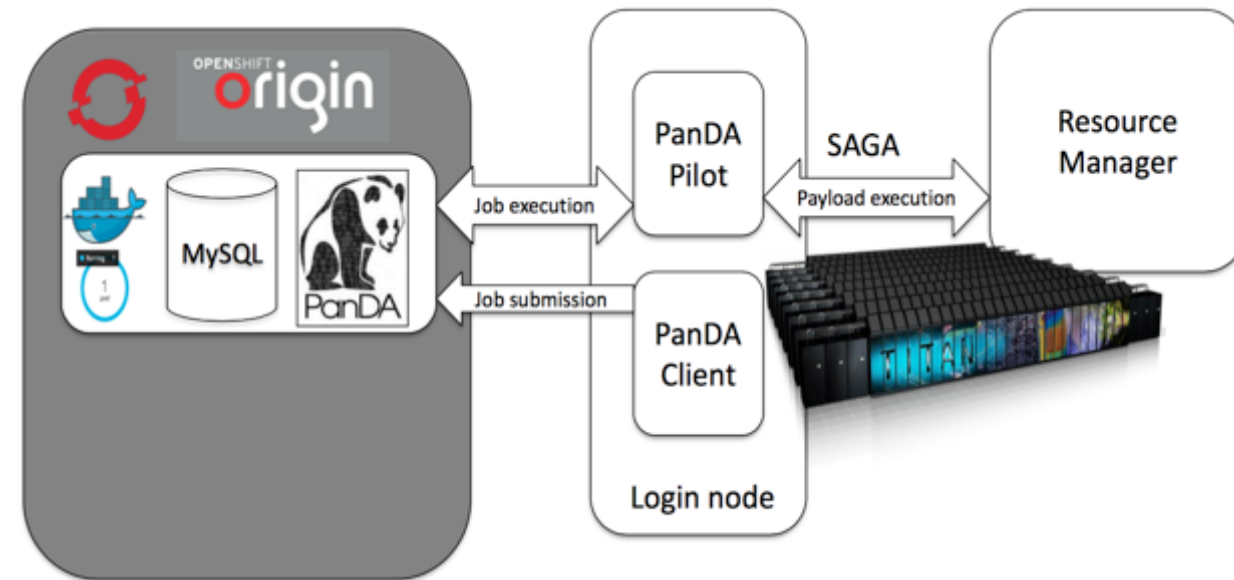 OPENSHIFT
origin
MySQL
PanDA
Job execution
Job submission
PanDA
Pilot
PanDA
Client
Login node
SAGA
Payload execution
Resource
Manager
TITAN